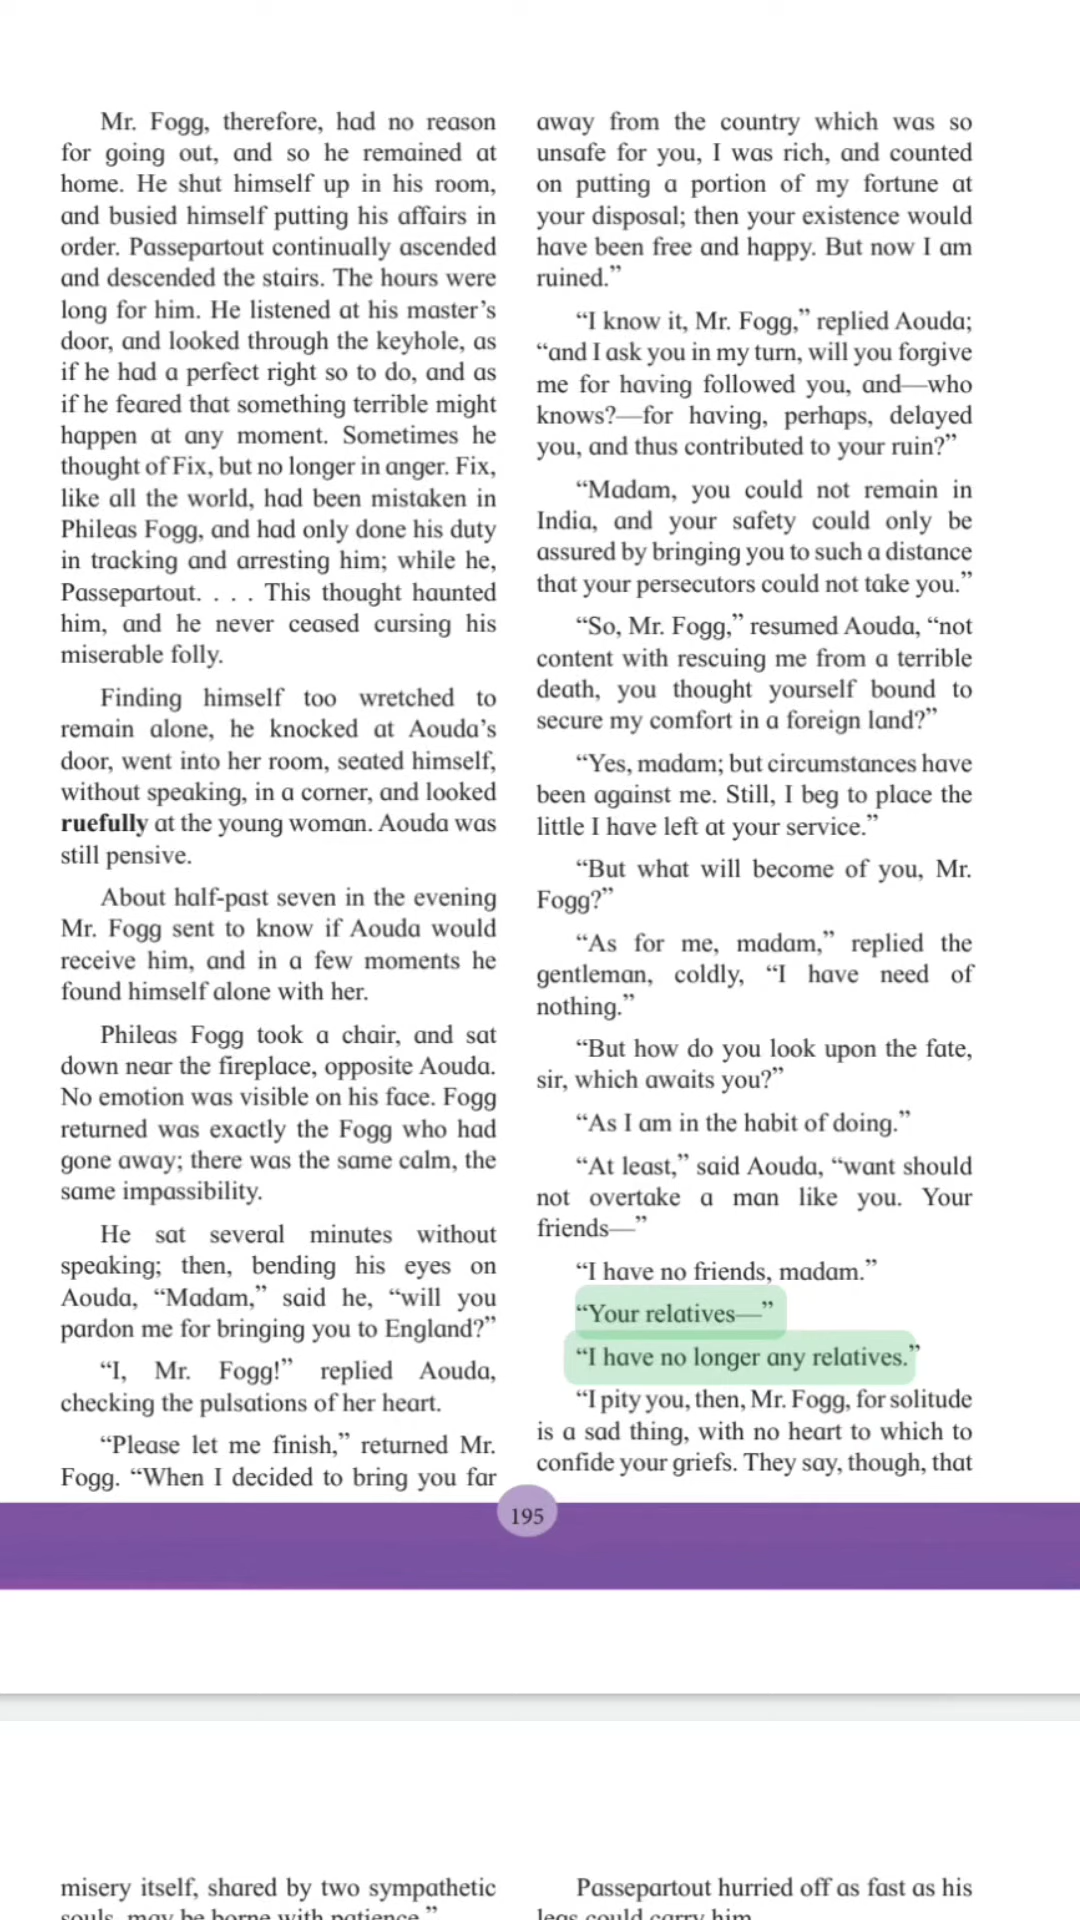 Mr. Fogg, therefore, had no reason
for going out, and so he remained at
home. He shut himself up in his room,
and busied himself putting his affairs in
order. Passepartout continually ascended
and descended the stairs. The hours were
long for him. He listened at his master’s
door, and looked through the keyhole, as
if he had a perfect right so to do, and as
if he feared that something terrible might
happen at any moment. Sometimes he
thought of Fix, but no longer in anger. Fix,
like all the world, had been mistaken in
Phileas Fogg, and had only done his duty
in tracking and arresting him; while he,
Passepartout. . . . This thought haunted
him, and he never ceased cursing his
miserable folly.
Finding himself too wretched to
remain alone, he knocked at Aouda’s
door, went into her room, seated himself,
without speaking, in a corner, and looked
ruefully at the young woman. Aouda was
still pensive.
About half-past seven in the evening
Mr. Fogg sent to know if Aouda would
receive him, and in a few moments he
found himself alone with her.
Phileas Fogg took a chair, and sat
down near the fireplace, opposite Aouda.
No emotion was visible on his face. Fogg
returned was exactly the Fogg who had
gone away; there was the same calm, the
same impassibility.
He sat several minutes without
speaking; then, bending his eyes on
Aouda, “Madam,” said he, “will you
pardon me for bringing you to England?”
“I, Mr. Fogg!” replied Aouda,
checking the pulsations of her heart.
“Please let me finish,” returned Mr.
Fogg. “When I decided to bring you far
away from the country which was so
unsafe for you, I was rich, and counted
on putting a portion of my fortune at
your disposal; then your existence would
have been free and happy. But now I am
ruined.”
“I know it, Mr. Fogg,” replied Aouda;
“and I ask you in my turn, will you forgive
me for having followed you, and—who
knows?—for having, perhaps, delayed
you, and thus contributed to your ruin?”
“Madam, you could not remain in
India, and your safety could only be
assured by bringing you to such a distance
that your persecutors could not take you.”
“So, Mr. Fogg,” resumed Aouda, “not
content with rescuing me from a terrible
death, you thought yourself bound to
secure my comfort in a foreign land?”
“Yes, madam; but circumstances have
been against me. Still, I beg to place the
little I have left at your service.”
“But what will become of you, Mr.
Fogg?”
“As for me, madam,” replied the
gentleman, coldly, “I have need of
nothing.”
“But how do you look upon the fate,
sir, which awaits you?”
“As I am in the habit of doing.”
“At least,” said Aouda, “want should
not overtake a man like you. Your
friends—”
“I have no friends, madam.”
“Your relatives—”
“I have no longer any relatives.”
“I pity you, then, Mr. Fogg, for solitude
is a sad thing, with no heart to which to
confide your griefs. They say, though, that
195
misery itself, shared by two sympathetic
souls, may be borne with patience.”
Passepartout hurried off as fast as his
legs could carry him.